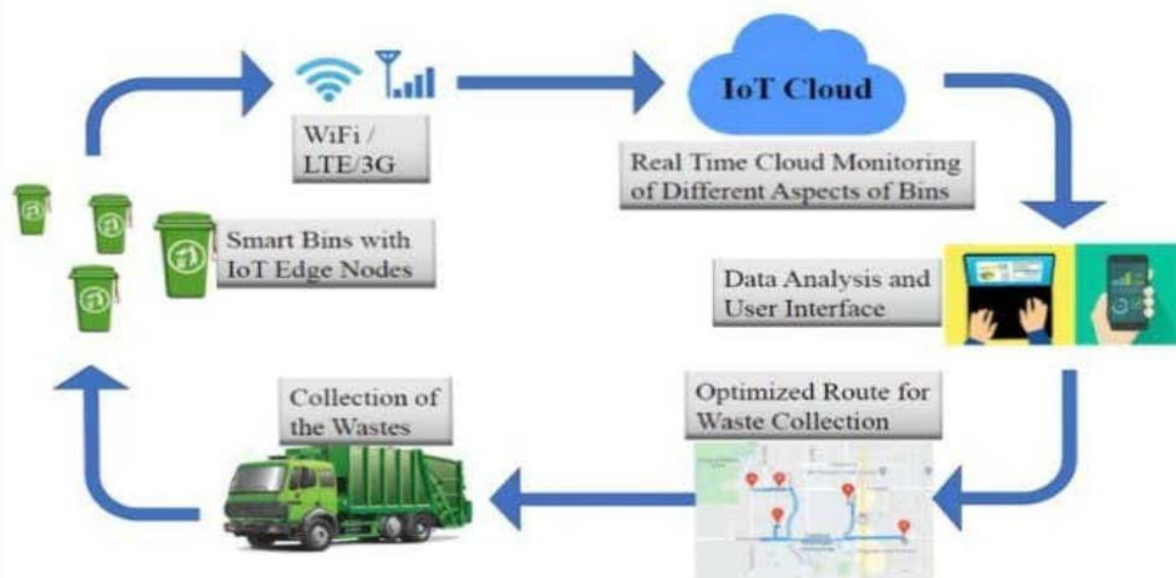 IoT Cloud
WiFi /
LTE/3G
Real Time Cloud Monitoring
of Different Aspects of Bins
Smart Bins with
IoT Edge Nodes
Data Analysis and
User Interface
Collection of
the Wastes
Optimized Route for
Waste Collection